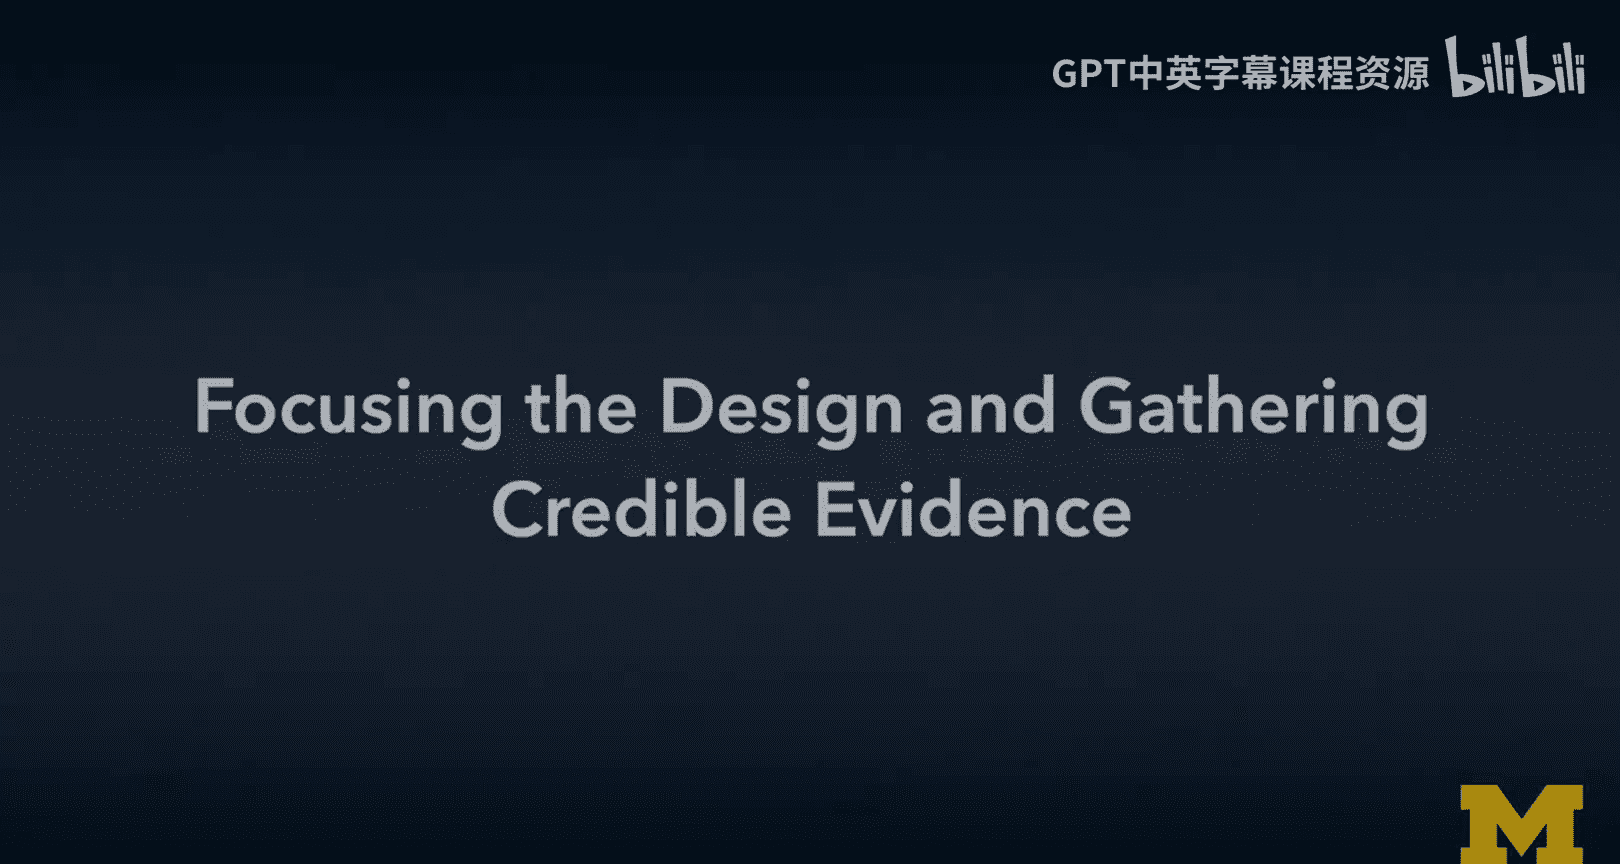 GPT中英字幕课程资源 bilibili
Focusing the Design and Gathering
Credible Evidence
M